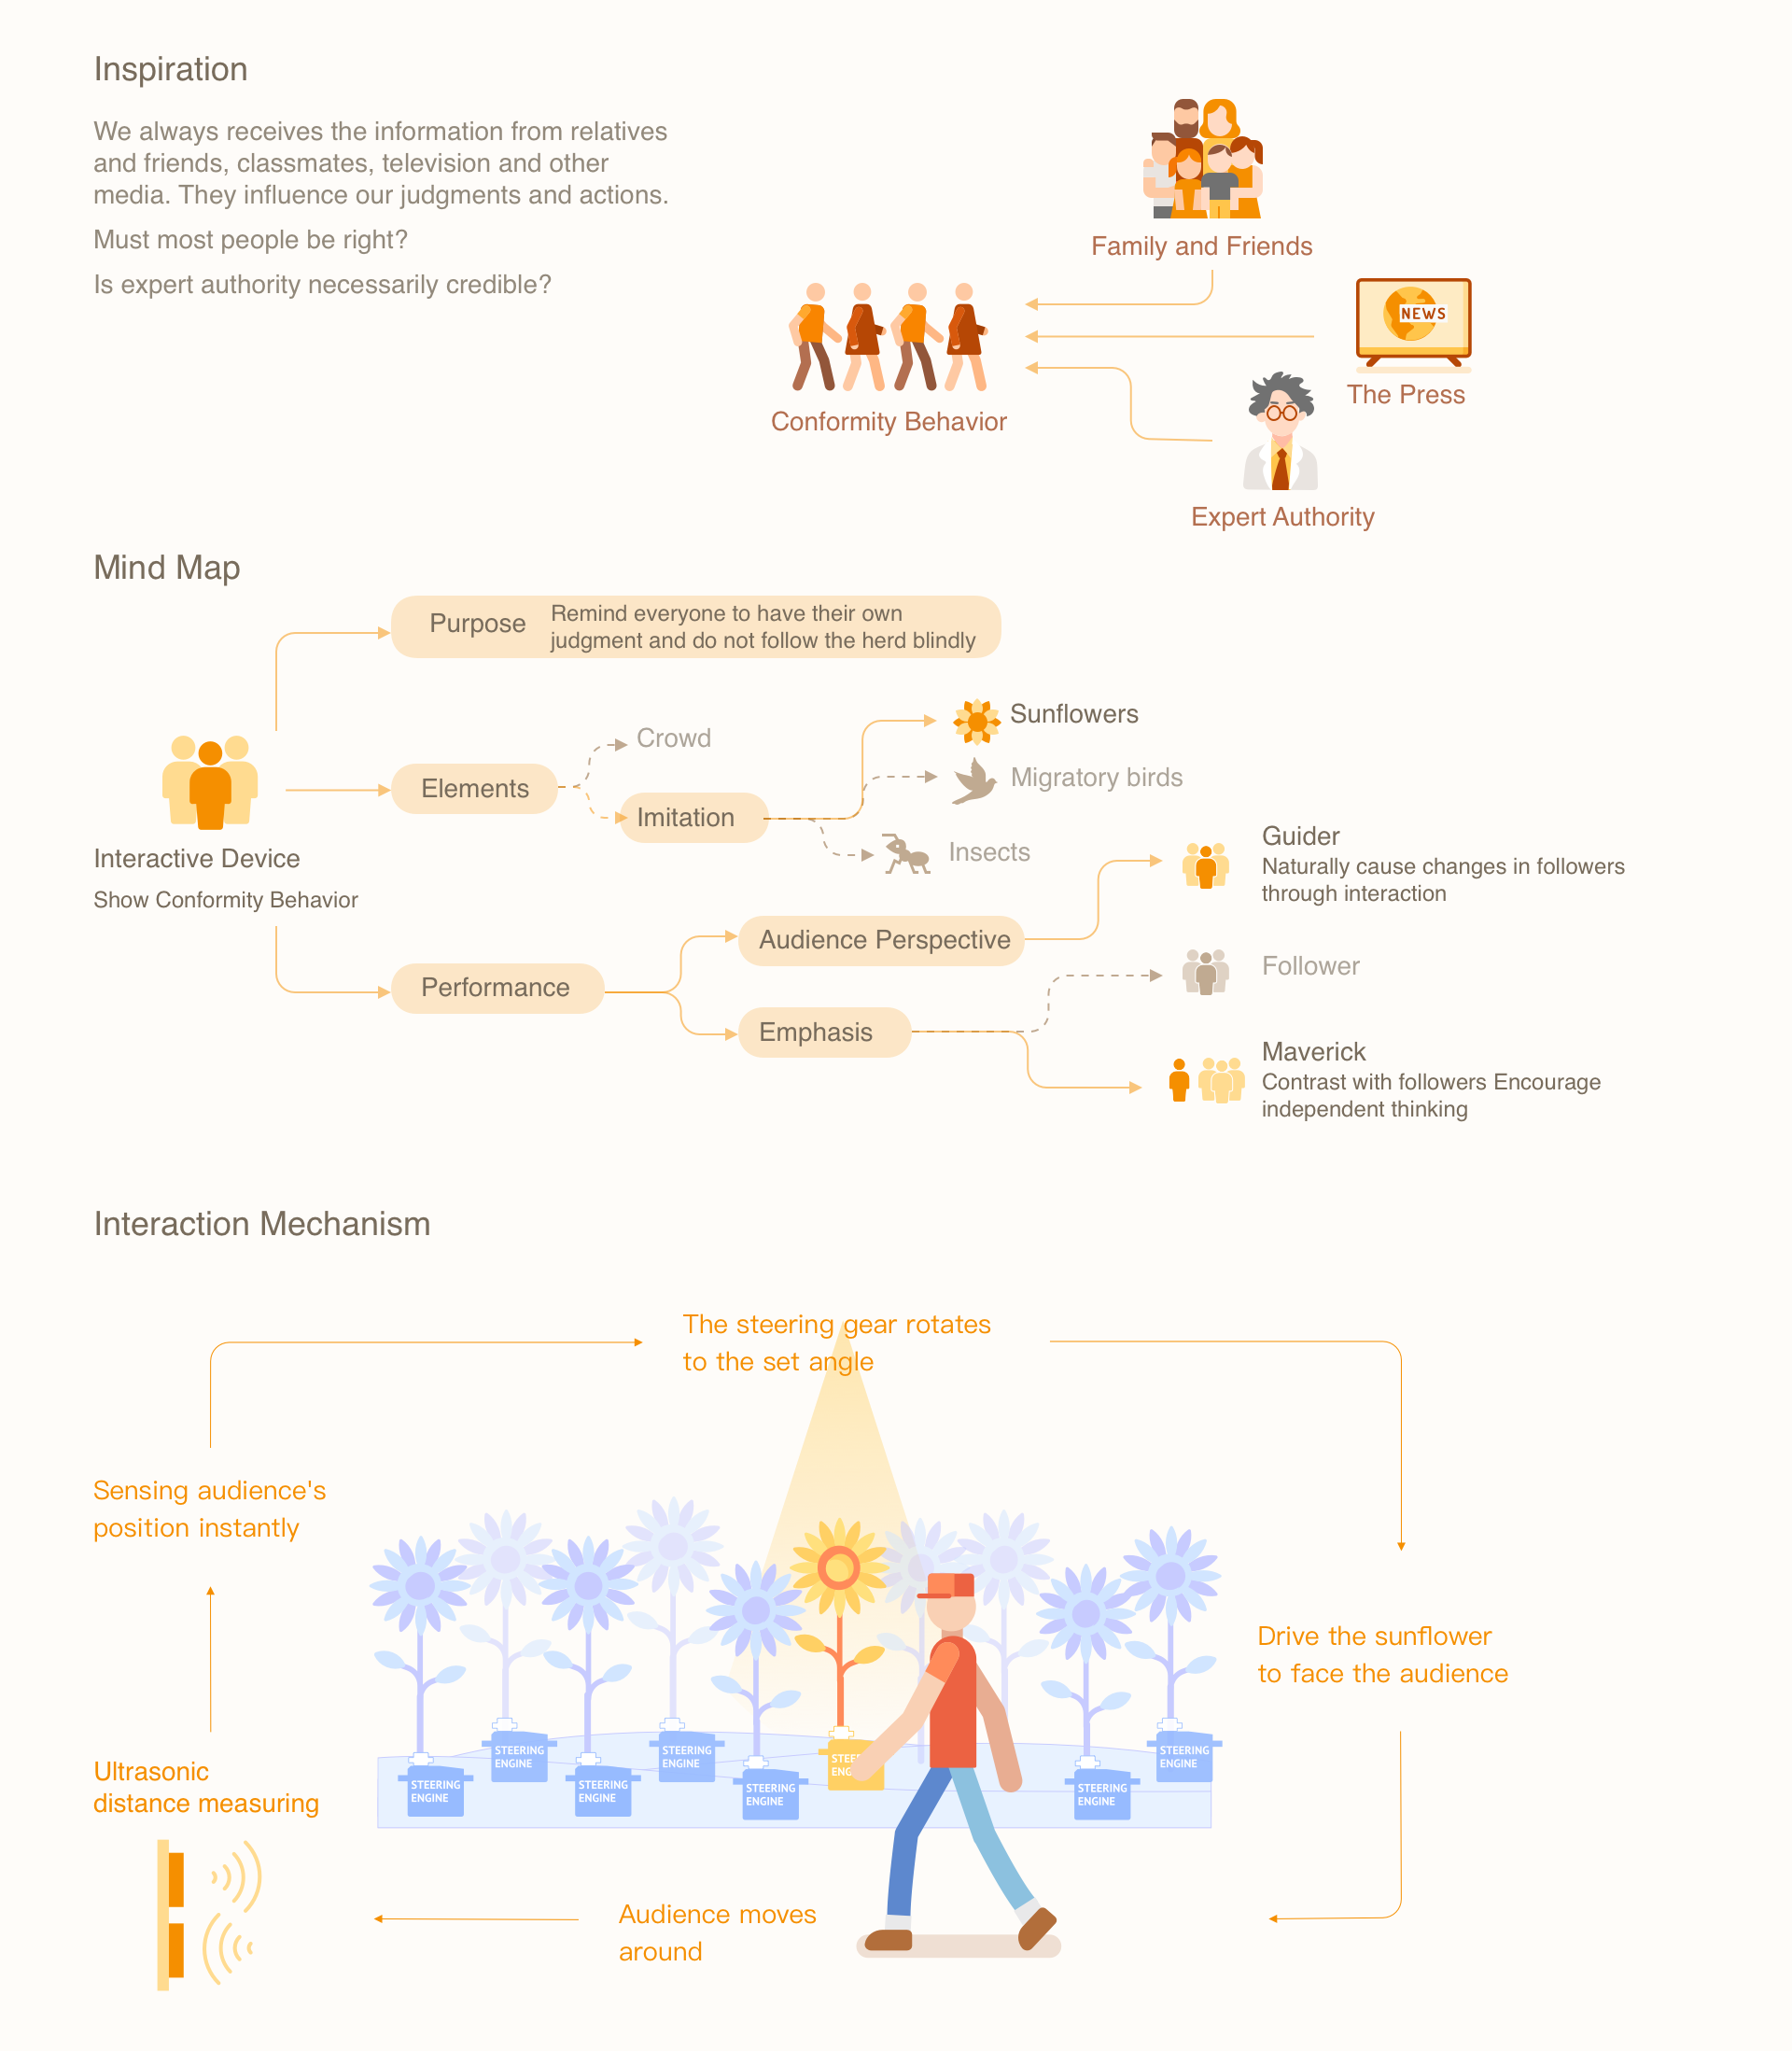 Inspiration
We always receives the information from relatives
and friends, classmates, television and other
media. They influence our judgments and actions.
Must most people be right?
Is expert authority necessarily credible?
Family and Friends
NEWS
The Press
Conformity Behavior
Expert Authority
Mind Map
Purpose
Remind everyone to have their own
judgment and do not follow the herd blindly
Sunflowers
Crowd
Migratory birds
Elements
Imitation
Insects
Interactive Device
Show Conformity Behavior
Guider
Naturally cause changes in followers
through interaction
Audience Perspective
Follower
Performance
Emphasis
Maverick
Contrast with followers Encourage
independent thinking
Interaction Mechanism
The steering gear rotates
to the set angle
Sensing audience's
position instantly
Drive the sunflower
to face the audience
STEERING
ENGINE
STEERING
ENGINE
STEERING
ENGINE
STEERING
ENGINE
STEERING
ENGINE
STEERING
ENGINE
STEERING
ENGINE
Ultrasonic
distance measuring
Audience moves
around